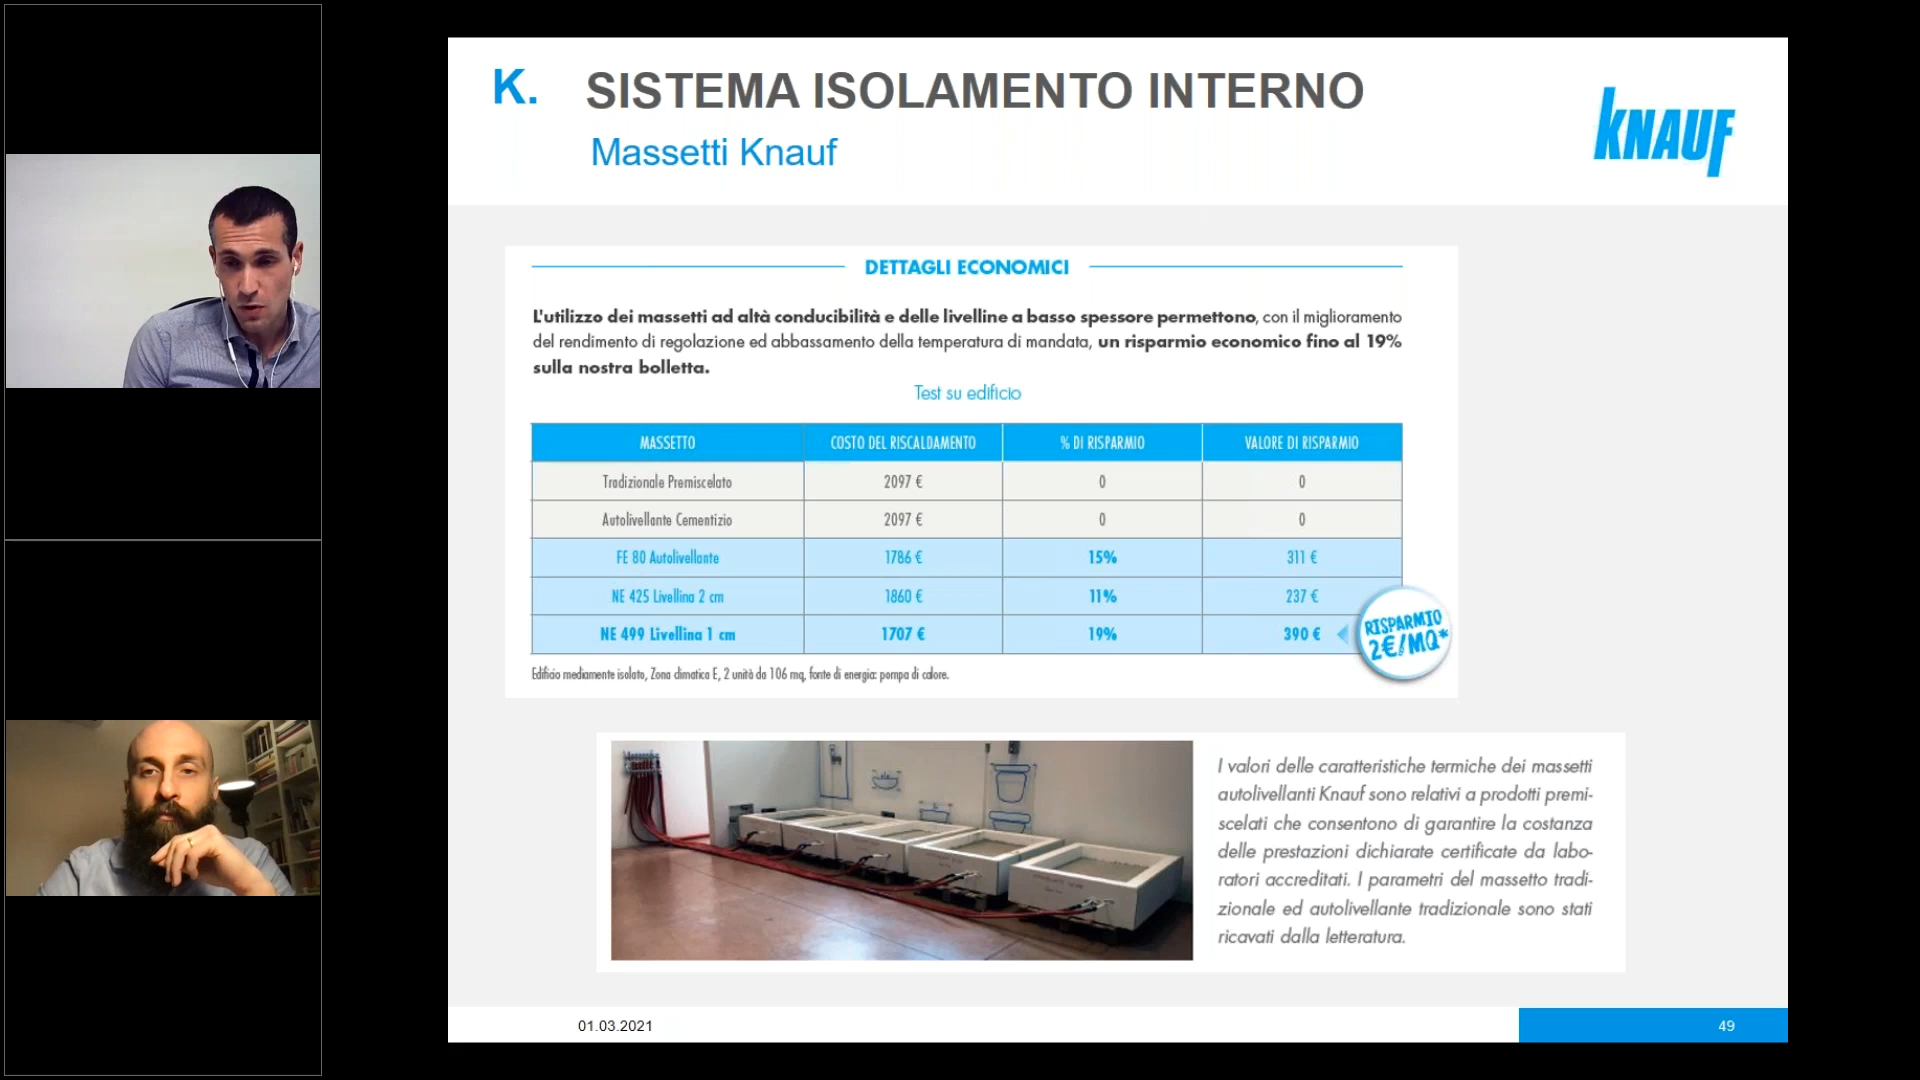 K. SISTEMA ISOLAMENTO INTERNO
Massetti Knauf
KNAUF
DETTAGLI ECONOMICI
L'utilizzo dei massetti ad altà conducibilità e delle livelline a basso spessore permettono, con il miglioramento
del rendimento di regolazione ed abbassamento della temperatura di mandata, un risparmio economico fino al 19%
sulla nostra bolletta.
Test su edificio
MASSETTO COSTO DEL RISCALDAMENTO % DI RISPARMIO VALORE DI RISPARMIO
Tradizionale Premiscelato 2097 € 0 0
Autolivellante Cementizio 2097 € 0 0
FE 80 Autolivellante 1786 € 15% 311 €
NE 425 Livellina 2 cm 1860 € 11% 237 €
NE 499 Livellina 1 cm 1707 € 19% 390 €
RISPARMIO
2€/MQ*
Edificio mediamente isolato, Zona climatica E, 2 unità da 106 mq, fonte di energia: pompa di calore.
I valori delle caratteristiche termiche dei massetti
autolivellanti Knauf sono relativi a prodotti premi-
scelati che consentono di garantire la costanza
delle prestazioni dichiarate certificate da labo-
ratori accreditati. I parametri del massetto tradi-
zionale ed autolivellante tradizionale sono stati
ricavati dalla letteratura.
01.03.2021
49